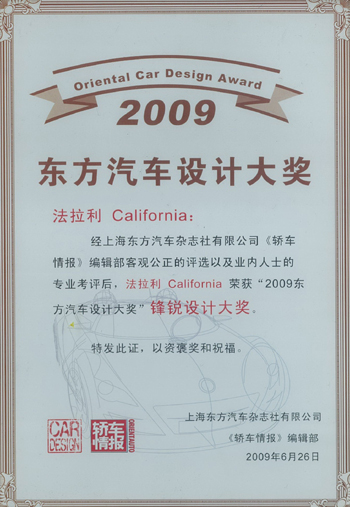 Oriental Car Design Award
2009
东方汽车设计大奖
法拉利 California：
经上海东方汽车杂志社有限公司《轿车
情报》编辑部客观公正的评选以及业内人士的
专业考评后，法拉利 California 荣获“2009东
方汽车设计大奖”锋锐设计大奖。
特发此证，以资褒奖和祝福。
CAR
DESIGN
轿车
情报
ORIENT AUTO
上海东方汽车杂志社有限公司
《轿车情报》编辑部
2009年6月26日